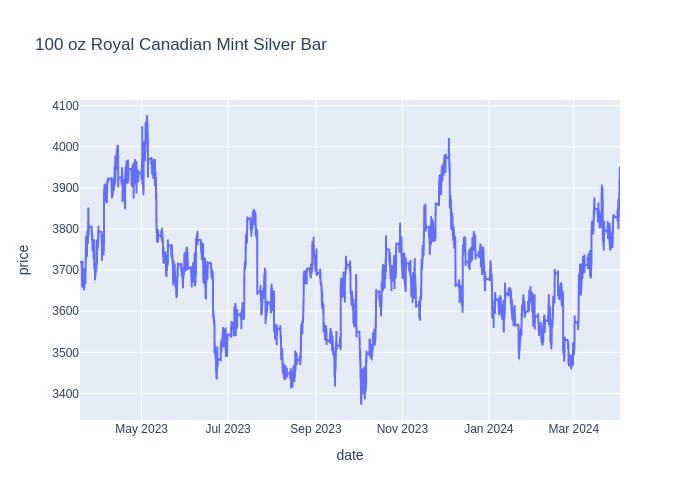 100 oz Royal Canadian Mint Silver Bar
4100
4000
3900
3800
3700
3600
3500
3400
price
May 2023
Jul 2023
Sep 2023
Nov 2023
Jan 2024
Mar 2024
date